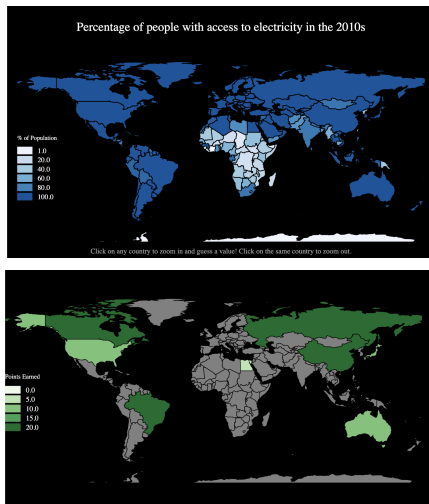 Percentage of people with access to electricity in the 2010s
% of Population
1.0
20.0
40.0
60.0
80.0
100.0
Click on any country to zoom in and guess a value! Click on the same country to zoom out.
Points Earned
0.0
5.0
10.0
15.0
20.0